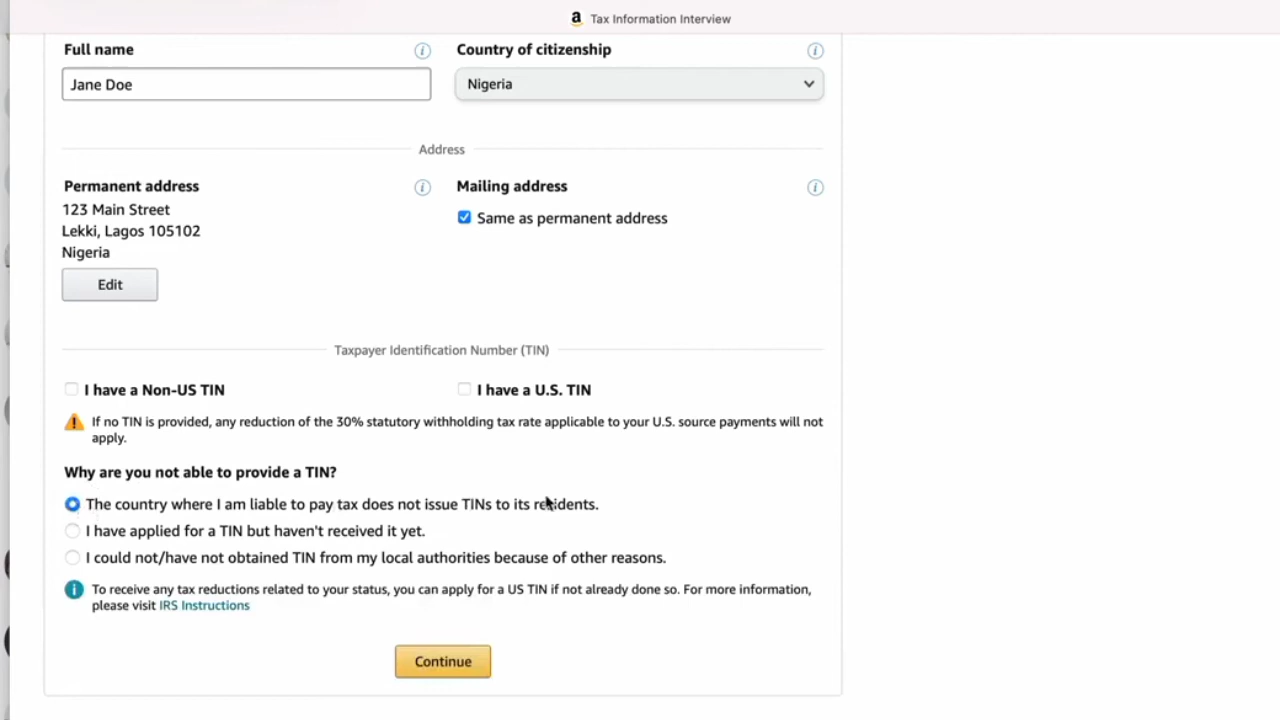 Tax Information Interview
Full name
Country of citizenship
Jane Doe
Nigeria
Address
Permanent address
Mailing address
123 Main Street
Same as permanent address
Lekki, Lagos 105102
Nigeria
Edit
Taxpayer Identification Number (TIN)
I have a Non-US TIN
I have a U.S. TIN
If no TIN is provided, any reduction of the 30% statutory withholding tax rate applicable to your U.S. source payments will not
apply.
Why are you not able to provide a TIN?
The country where I am liable to pay tax does not issue TINs to its residents.
I have applied for a TIN but haven't received it yet.
I could not/have not obtained TIN from my local authorities because of other reasons.
To receive any tax reductions related to your status, you can apply for a US TIN if not already done so. For more information,
please visit IRS Instructions
Continue